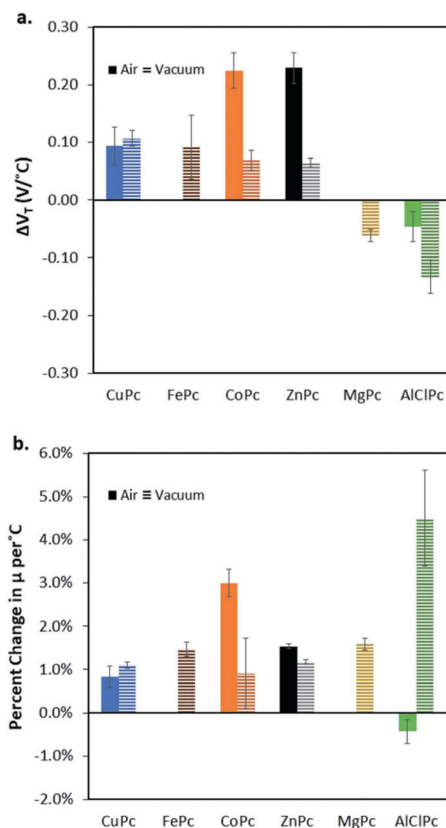 a.
0.30
Air Vacuum
0.20
0.10
0.00
-0.10
-0.20
-0.30
ΔV_T (V/°C)
CuPc FePc CoPc ZnPc MgPc AlClPc
b.
6.0%
Air Vacuum
5.0%
4.0%
3.0%
2.0%
1.0%
0.0%
-1.0%
-2.0%
Percent Change in μ per°C
CuPc FePc CoPc ZnPc MgPc AlClPc